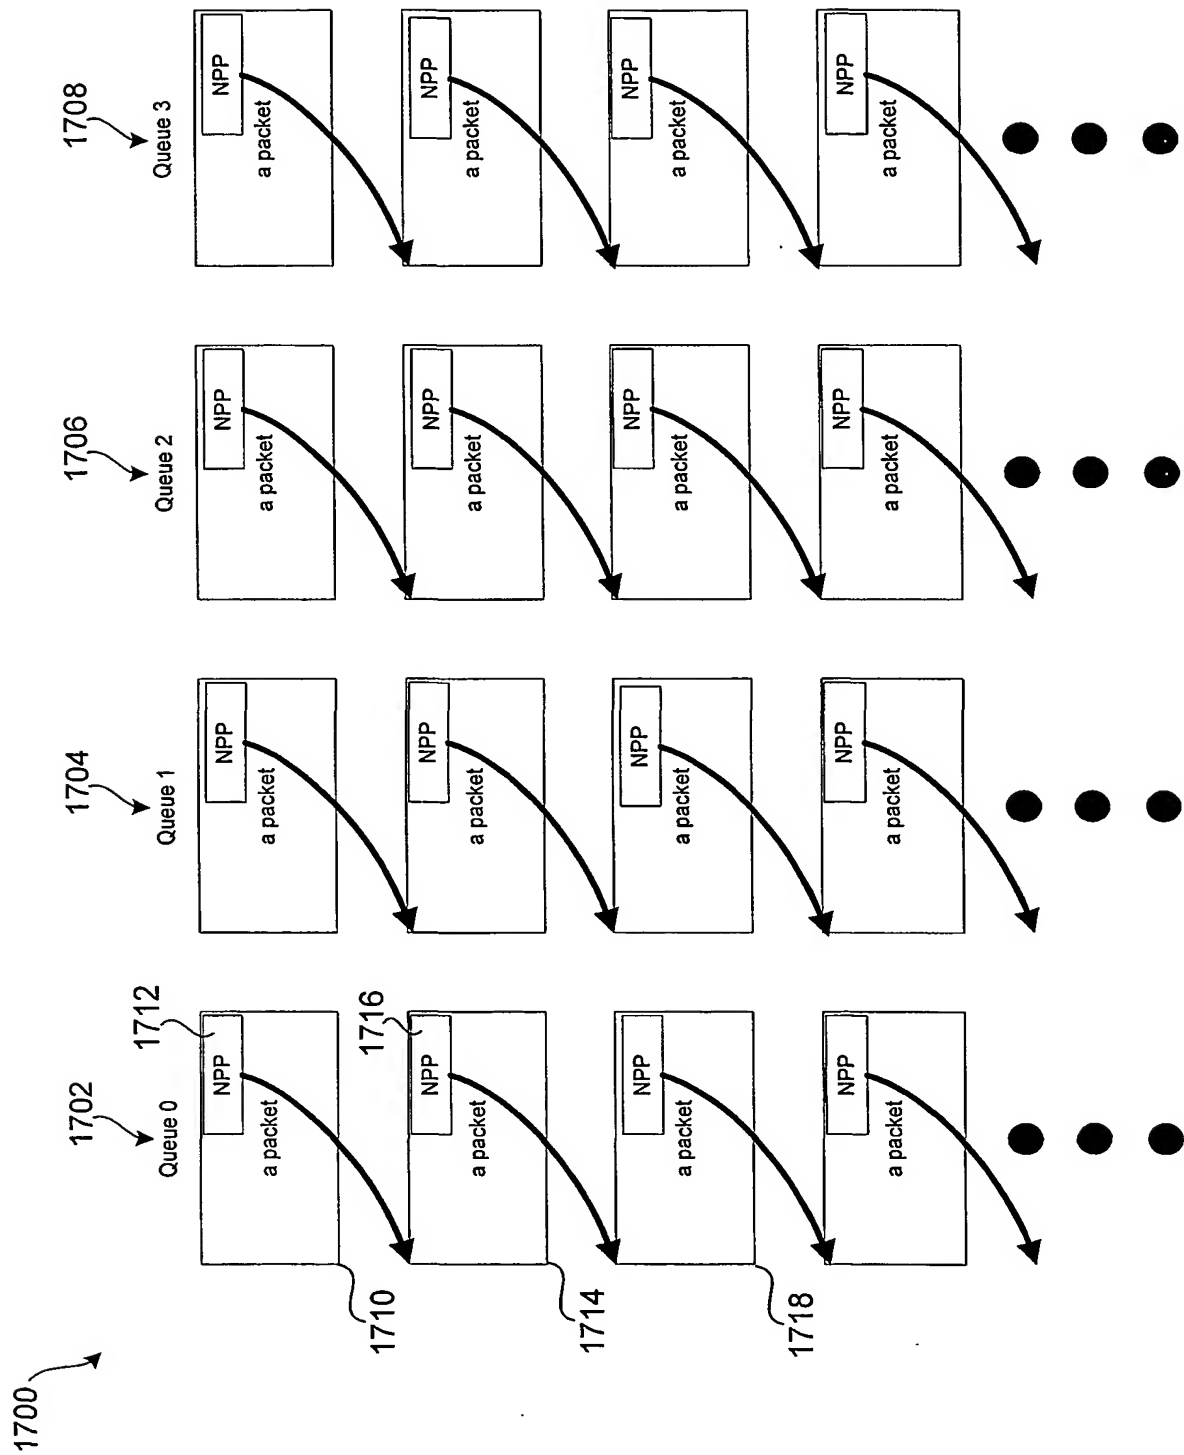 1700
1702
1704
1706
1708
1712
Queue 0
Queue 1
Queue 2
Queue 3
NPP
NPP
NPP
NPP
a packet
a packet
a packet
a packet
1710
1716
NPP
NPP
NPP
NPP
a packet
a packet
a packet
a packet
1714
NPP
NPP
NPP
NPP
a packet
a packet
a packet
a packet
1718
NPP
NPP
NPP
NPP
a packet
a packet
a packet
a packet